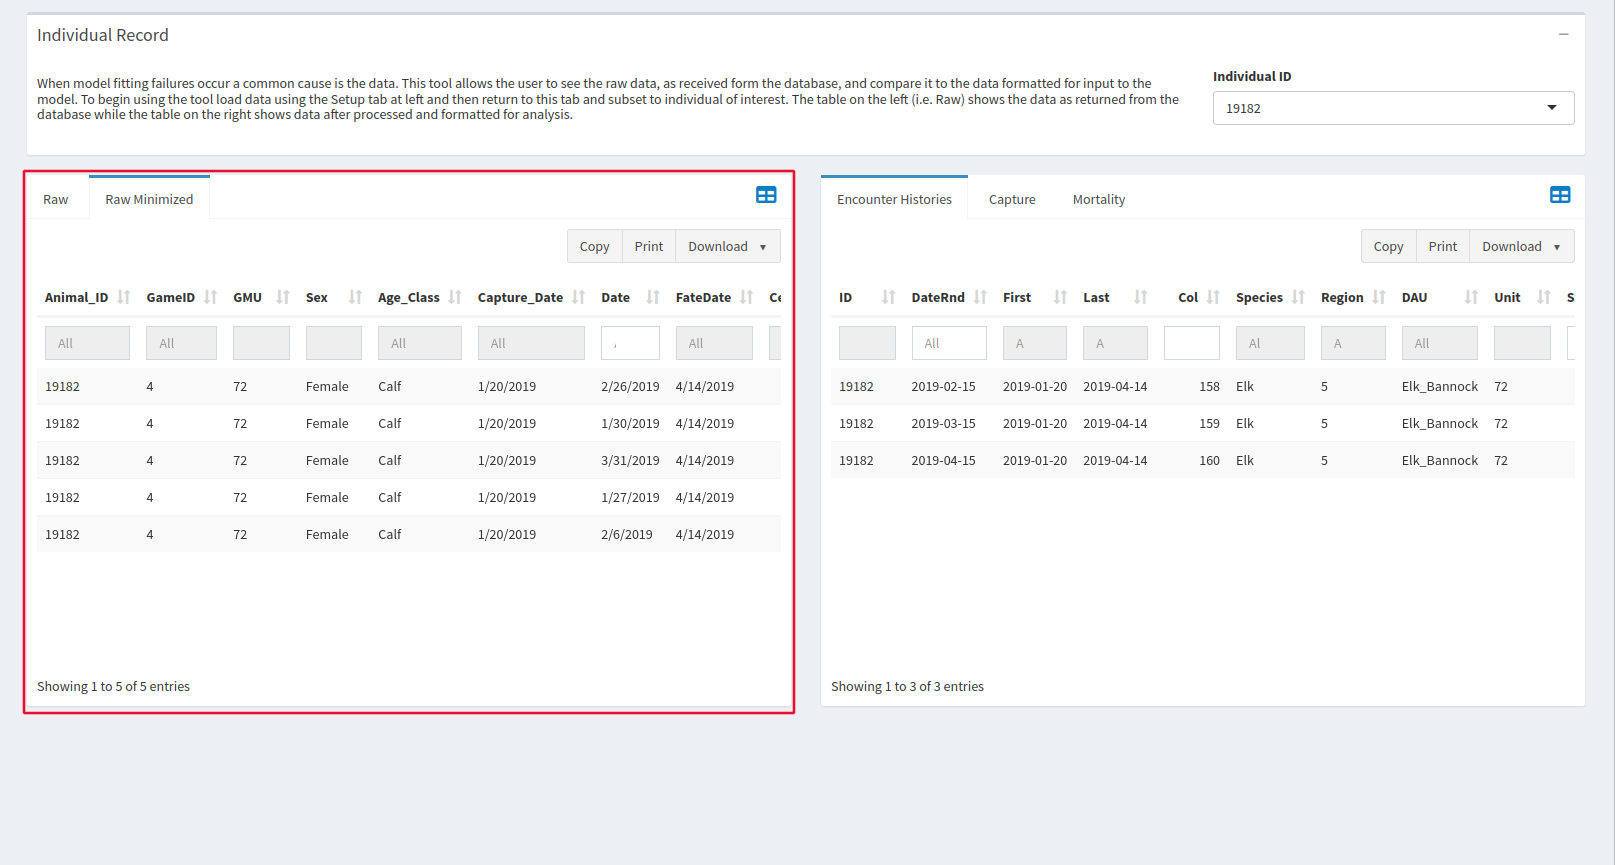 Individual Record
When model fitting failures occur a common cause is the data. This tool allows the user to see the raw data, as received form the database, and compare it to the data formatted for input to the
model. To begin using the tool load data using the Setup tab at left and then return to this tab and subset to individual of interest. The table on the left (i.e. Raw) shows the data as returned from the
database while the table on the right shows data after processed and formatted for analysis.
Individual ID
19182
Raw Raw Minimized
Copy Print Download
Animal_ID GameID GMU Sex Age_Class Capture_Date Date FateDate Ce
All All All All All
19182 4 72 Female Calf 1/20/2019 2/26/2019 4/14/2019
19182 4 72 Female Calf 1/20/2019 1/30/2019 4/14/2019
19182 4 72 Female Calf 1/20/2019 3/31/2019 4/14/2019
19182 4 72 Female Calf 1/20/2019 1/27/2019 4/14/2019
19182 4 72 Female Calf 1/20/2019 2/6/2019 4/14/2019
Showing 1 to 5 of 5 entries
Encounter Histories Capture Mortality
Copy Print Download
ID DateRnd First Last Col Species Region DAU Unit S
All A A Al A All
19182 2019-02-15 2019-01-20 2019-04-14 158 Elk 5 Elk_Bannock 72
19182 2019-03-15 2019-01-20 2019-04-14 159 Elk 5 Elk_Bannock 72
19182 2019-04-15 2019-01-20 2019-04-14 160 Elk 5 Elk_Bannock 72
Showing 1 to 3 of 3 entries